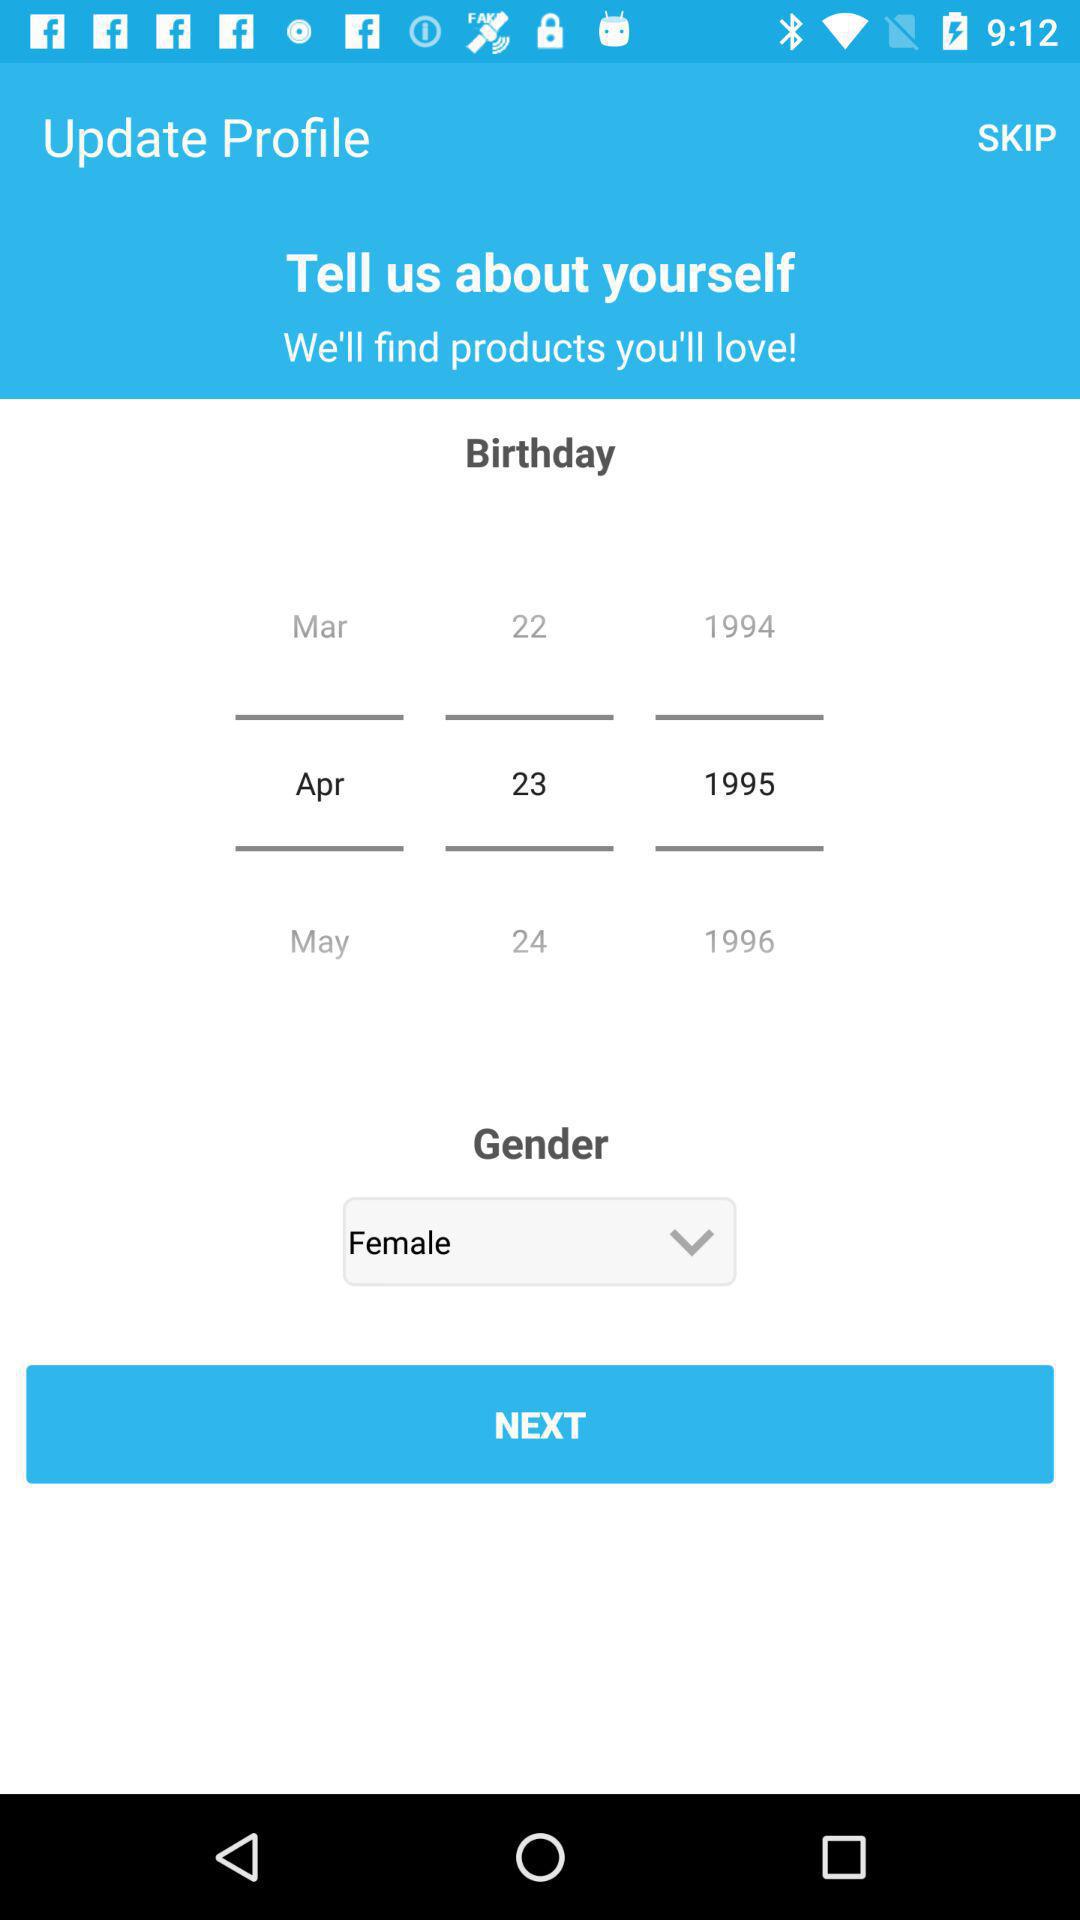 FAKE
9:12
Update Profile
SKIP
Tell us about yourself
We'll find products you'll love!
Birthday
Mar 22 1994
Apr 23 1995
May 24 1996
Gender
Female
NEXT